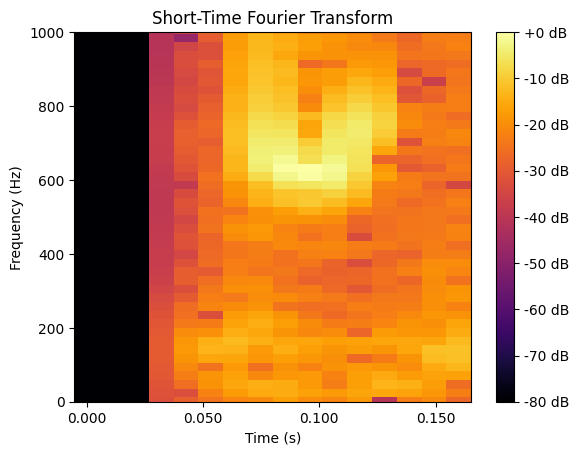 Short-Time Fourier Transform
Frequency (Hz)
1000
800
600
400
200
0
0.000
0.050
0.100
0.150
Time (s)
+0 dB
-10 dB
-20 dB
-30 dB
-40 dB
-50 dB
-60 dB
-70 dB
-80 dB